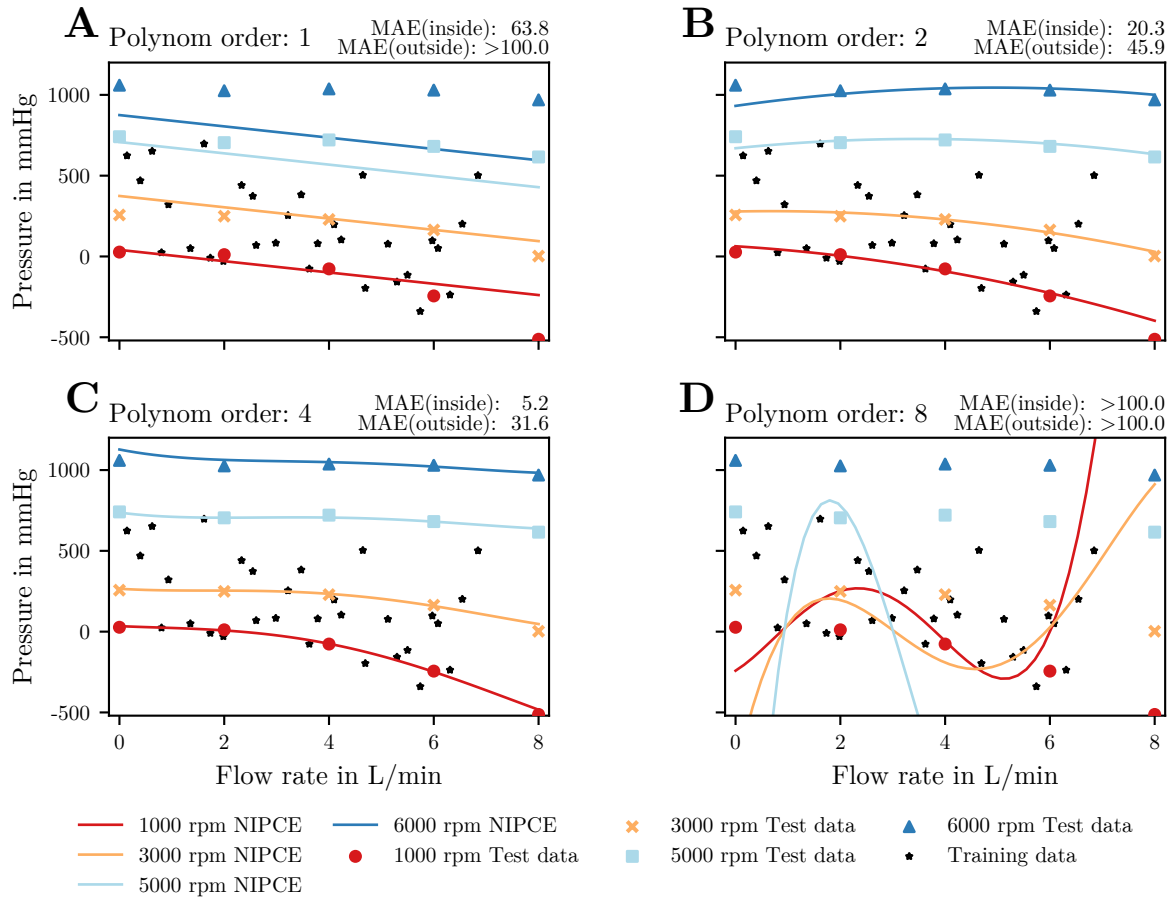 A
Polynom order: 1
MAE(inside): 63.8
MAE(outside): >100.0
B
Polynom order: 2
MAE(inside): 20.3
MAE(outside): 45.9
Pressure in mmHg
1000
500
0
-500
C
Polynom order: 4
MAE(inside): 5.2
MAE(outside): 31.6
D
Polynom order: 8
MAE(inside): >100.0
MAE(outside): >100.0
Pressure in mmHg
1000
500
0
-500
0 2 4 6 8
Flow rate in L/min
0 2 4 6 8
Flow rate in L/min
1000 rpm NIPCE
3000 rpm NIPCE
5000 rpm NIPCE
6000 rpm NIPCE
1000 rpm Test data
3000 rpm Test data
5000 rpm Test data
6000 rpm Test data
Training data